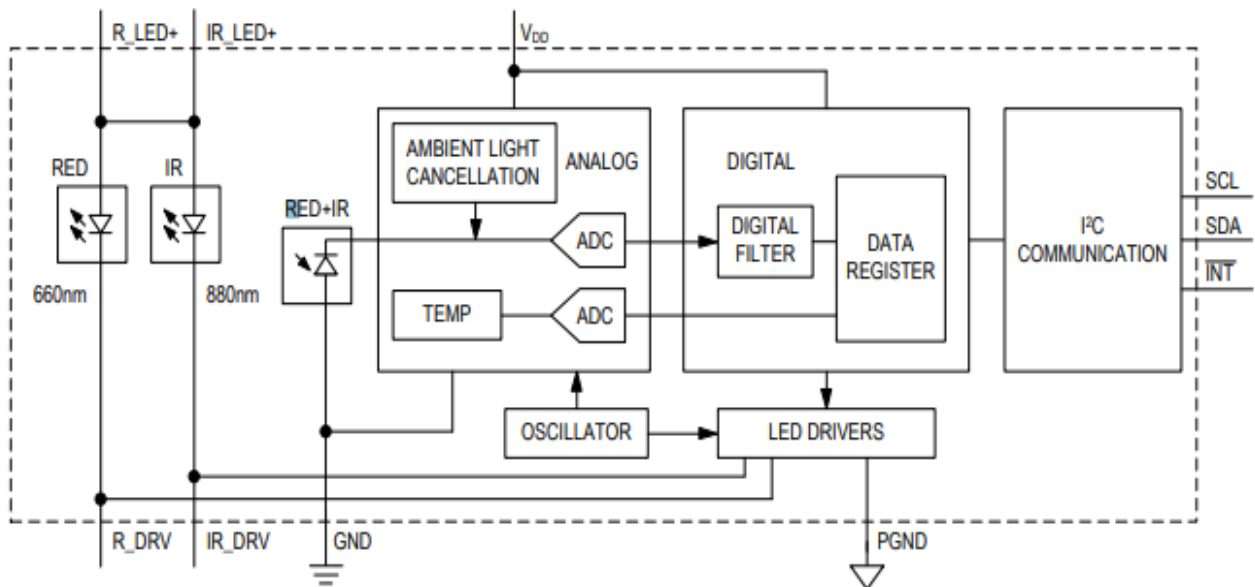 R_LED+
IR_LED+
V_DD
RED
IR
660nm
880nm
RED+IR
AMBIENT LIGHT
CANCELLATION
ANALOG
ADC
TEMP
ADC
DIGITAL
DIGITAL
FILTER
DATA
REGISTER
I²C
COMMUNICATION
SCL
SDA
INT
OSCILLATOR
LED DRIVERS
R_DRV
IR_DRV
GND
PGND